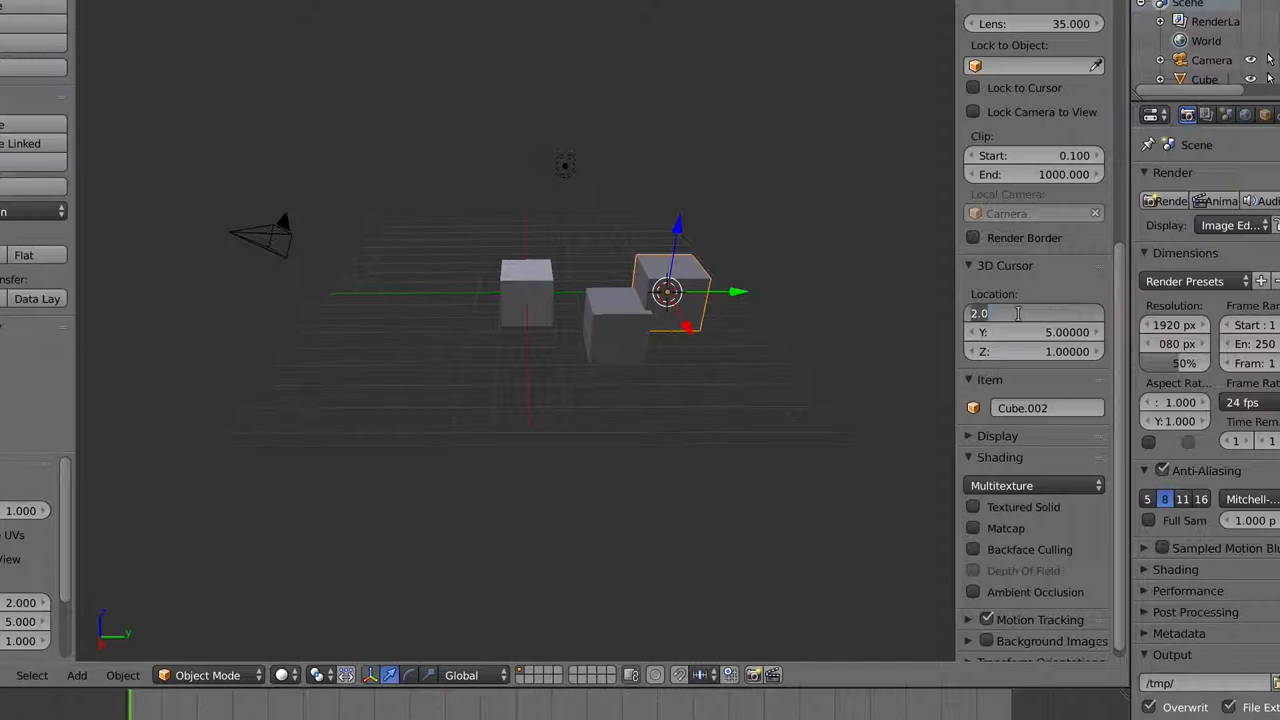 e
e Linked
n
Flat
nsfer:
Data Lay
1.000
e UVs
View
2.000
5.000
1.000
z
y
Lens: 35.000
Lock to Object:
Lock to Cursor
Lock Camera to View
Clip:
Start: 0.100
End: 1000.000
Local Camera:
Camera
Render Border
3D Cursor
Location:
2.0
Y: 5.00000
Z: 1.00000
Item
Cube.002
Display
Shading
Multitexture
Textured Solid
Matcap
Backface Culling
Depth Of Field
Ambient Occlusion
Motion Tracking
Background Images
Transform Orientations
Scene
RenderLa
World
Camera
Cube
Scene
Render
Rende Anima Audi
Display: Image Ed...
Dimensions
Render Presets
Resolution: Frame Ra
1920 px Start : 1
080 px En: 250
50% Fram: 1
Aspect Rat... Frame Rat
: 1.000 24 fps
Y: 1.000 Time Rem
1 1
Anti-Aliasing
5 8 11 16 Mitchell-...
Full Sam 1.000 p
Sampled Motion Bl
Shading
Performance
Post Processing
Metadata
Output
/tmp/
Overwrit File Ext
Select Add Object Object Mode Global